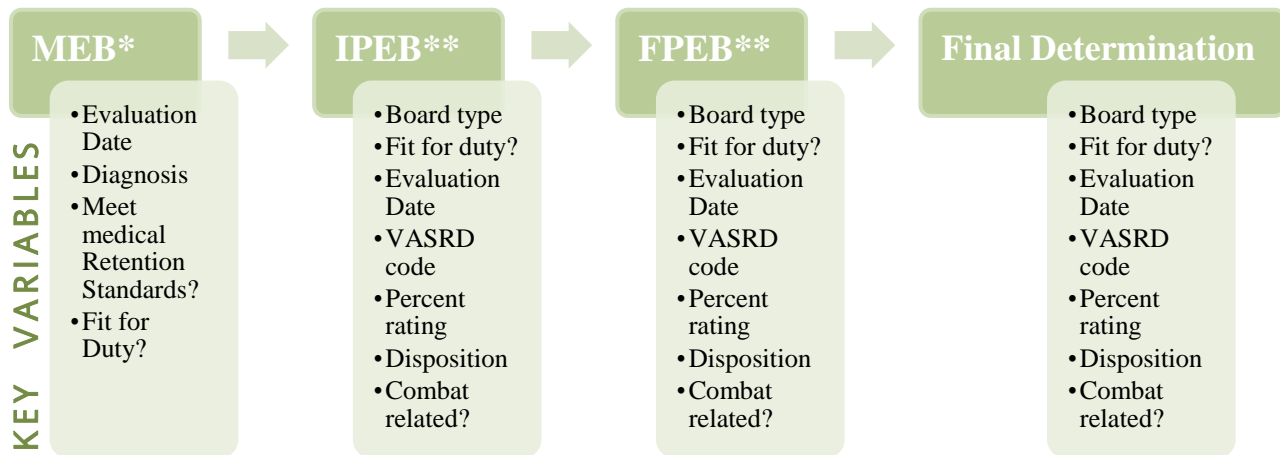 MEB*
IPEB**
FPEB**
Final Determination
KEY VARIABLES
•Evaluation
Date
•Diagnosis
•Meet
medical
Retention
Standards?
•Fit for
Duty?
•Board type
•Fit for duty?
•Evaluation
Date
•VASRD
code
•Percent
rating
•Disposition
•Combat
related?
•Board type
•Fit for duty?
•Evaluation
Date
•VASRD
code
•Percent
rating
•Disposition
•Combat
related?
•Board type
•Fit for duty?
•Evaluation
Date
•VASRD
code
•Percent
rating
•Disposition
•Combat
related?